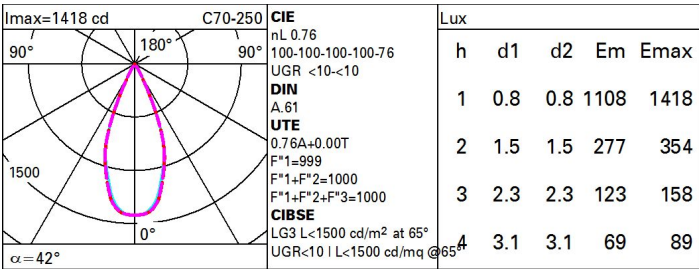 Imax=1418 cd C70-250
90° 180° 90°
1500
0°
α=42°
CIE
nL 0.76
100-100-100-100-76
UGR <10-<10
DIN
A.61
UTE
0.76A+0.00T
F"1=999
F"1+F"2=1000
F"1+F"2+F"3=1000
CIBSE
LG3 L<1500 cd/m² at 65°
UGR<10 | L<1500 cd/mq @65°
Lux
h d1 d2 Em Emax
1 0.8 0.8 1108 1418
2 1.5 1.5 277 354
3 2.3 2.3 123 158
4 3.1 3.1 69 89